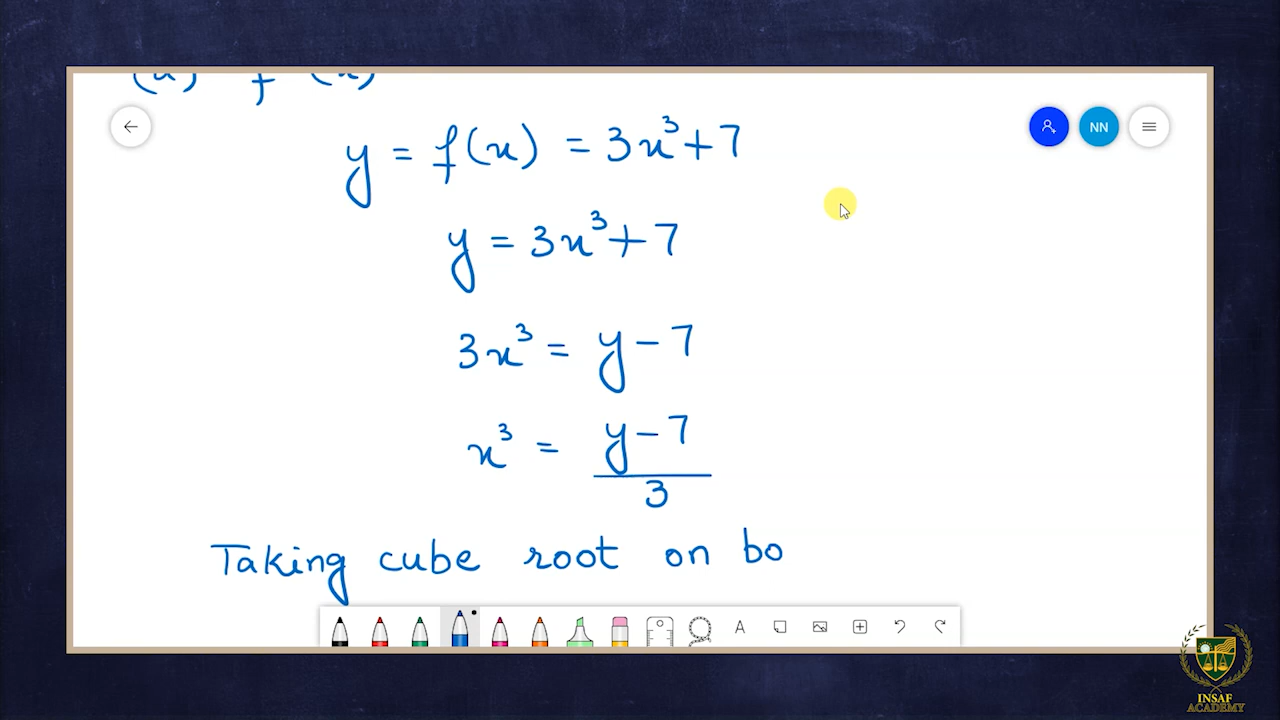 (x) f (x)
NN
y = f(x) = 3x³+7
y = 3x³+7
3x³ = y-7
x³ = y-7
3
Taking cube root on bo
A
INSAF
ACADEMY